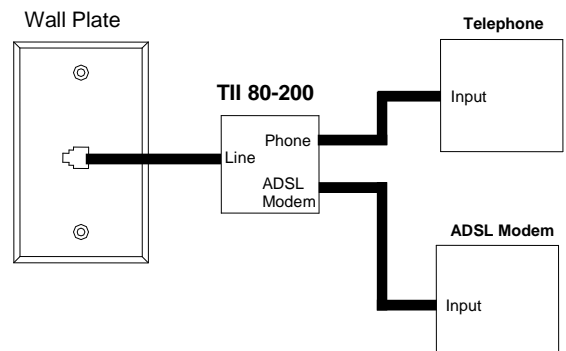 Wall Plate
Telephone
TII 80-200
Input
Phone
Line
ADSL
Modem
ADSL Modem
Input